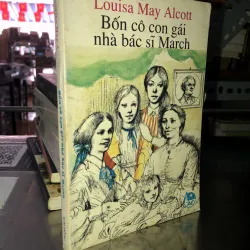 Louisa May Alcott
Bốn cô con gái
nhà bác sĩ March